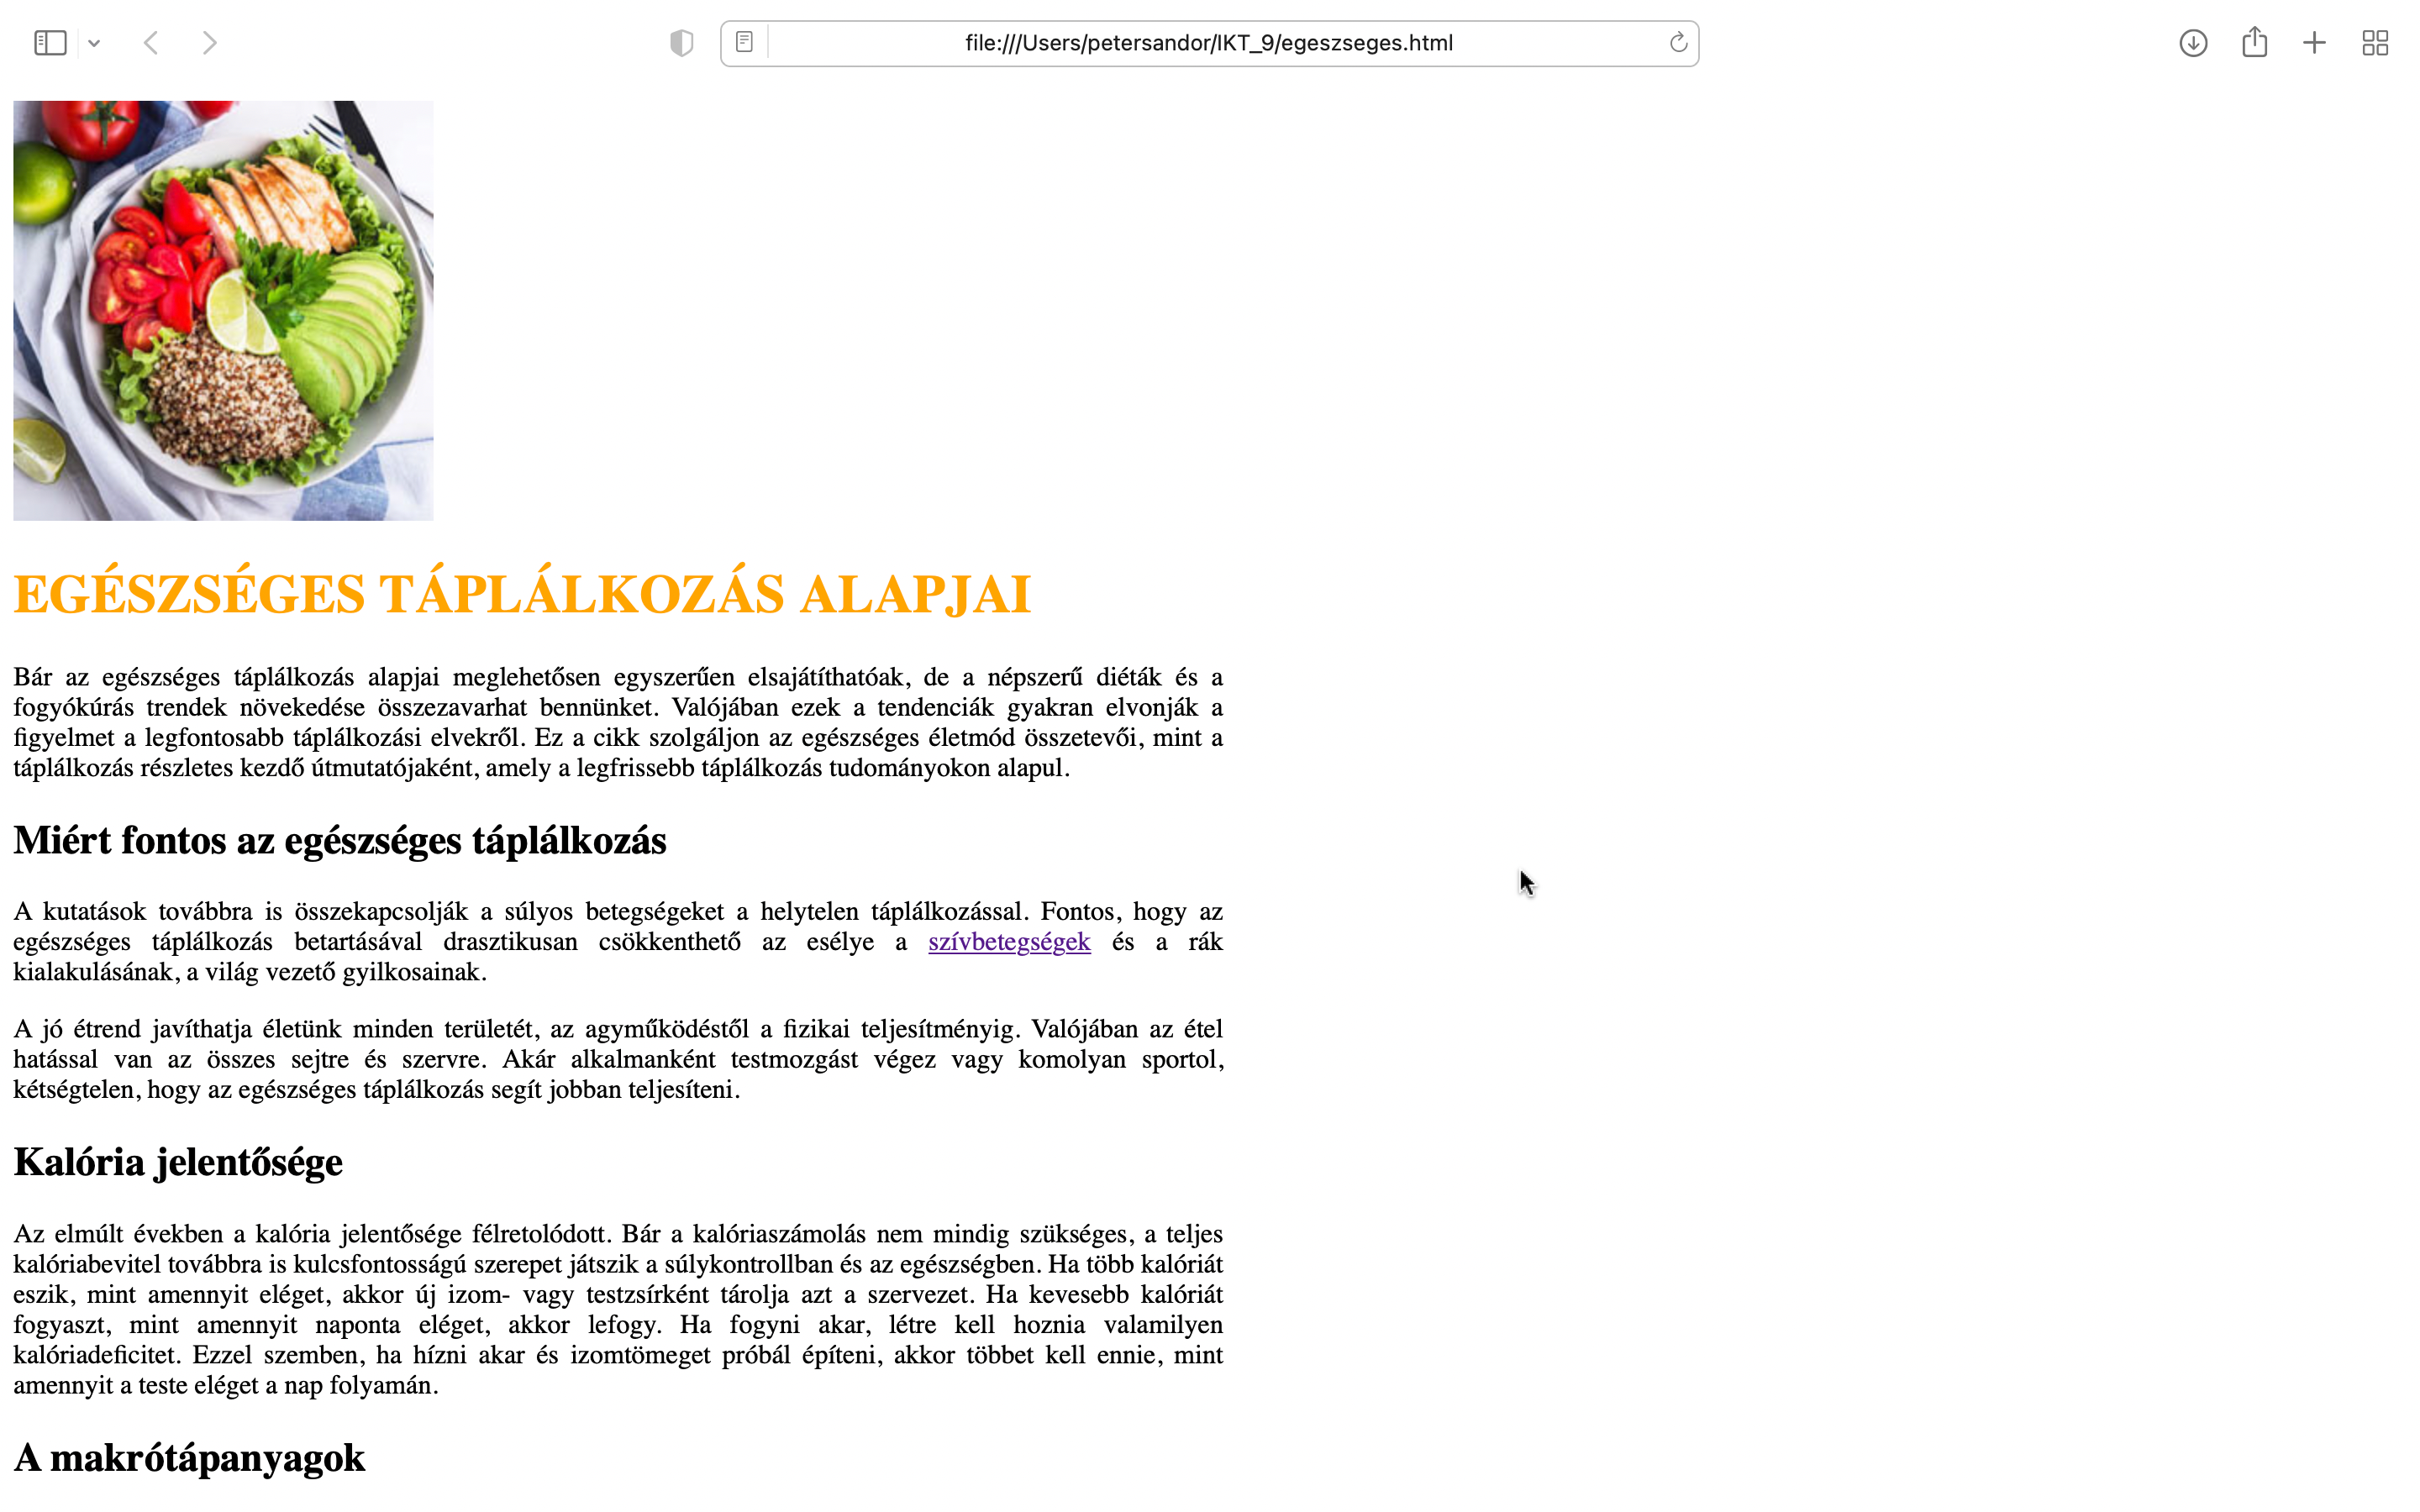 file:///Users/petersandor/IKT_9/egeszseges.html
EGÉSZSÉGES TÁPLÁLKOZÁS ALAPJAI
Bár az egészséges táplálkozás alapjai meglehetősen egyszerűen elsajátíthatóak, de a népszerű diéták és a
fogyókúrás trendek növekedése összezavarhat bennünket. Valójában ezek a tendenciák gyakran elvonják a
figyelmet a legfontosabb táplálkozási elvekről. Ez a cikk szolgáljon az egészséges életmód összetevői, mint a
táplálkozás részletes kezdő útmutatójaként, amely a legfrissebb táplálkozás tudományokon alapul.
Miért fontos az egészséges táplálkozás
A kutatások továbbra is összekapcsolják a súlyos betegségeket a helytelen táplálkozással. Fontos, hogy az
egészséges táplálkozás betartásával drasztikusan csökkenthető az esélye a szívbetegségek és a rák
kialakulásának, a világ vezető gyilkosainak.
A jó étrend javíthatja életünk minden területét, az agyműködéstől a fizikai teljesítményig. Valójában az étel
hatással van az összes sejtre és szervre. Akár alkalmanként testmozgást végez vagy komolyan sportol,
kétségtelen, hogy az egészséges táplálkozás segít jobban teljesíteni.
Kalória jelentősége
Az elmúlt években a kalória jelentősége félretolódott. Bár a kalóriaszámolás nem mindig szükséges, a teljes
kalóriabevitel továbbra is kulcsfontosságú szerepet játszik a súlykontrollban és az egészségben. Ha több kalóriát
eszik, mint amennyit eléget, akkor új izom- vagy testzsírként tárolja azt a szervezet. Ha kevesebb kalóriát
fogyaszt, mint amennyit naponta eléget, akkor lefogy. Ha fogyni akar, létre kell hoznia valamilyen
kalóriadeficitet. Ezzel szemben, ha hízni akar és izomtömeget próbál építeni, akkor többet kell ennie, mint
amennyit a teste eléget a nap folyamán.
A makrótápanyagok